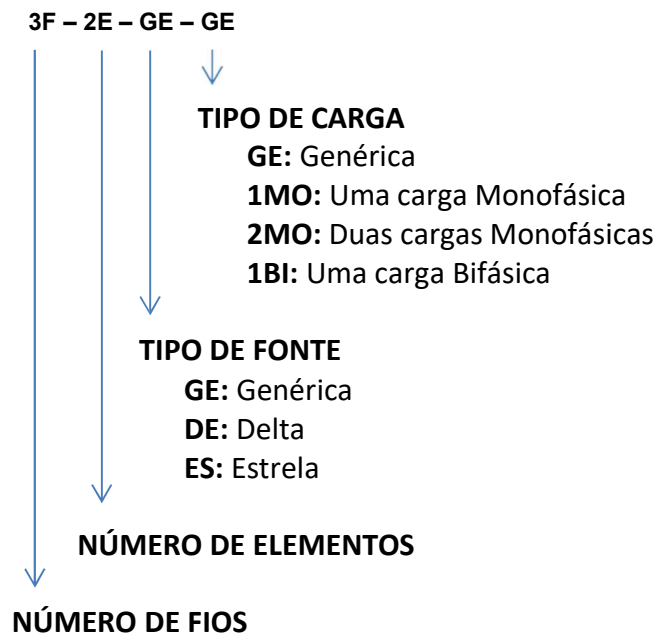 3F – 2E – GE – GE
TIPO DE CARGA
GE: Genérica
1MO: Uma carga Monofásica
2MO: Duas cargas Monofásicas
1BI: Uma carga Bifásica
TIPO DE FONTE
GE: Genérica
DE: Delta
ES: Estrela
NÚMERO DE ELEMENTOS
NÚMERO DE FIOS